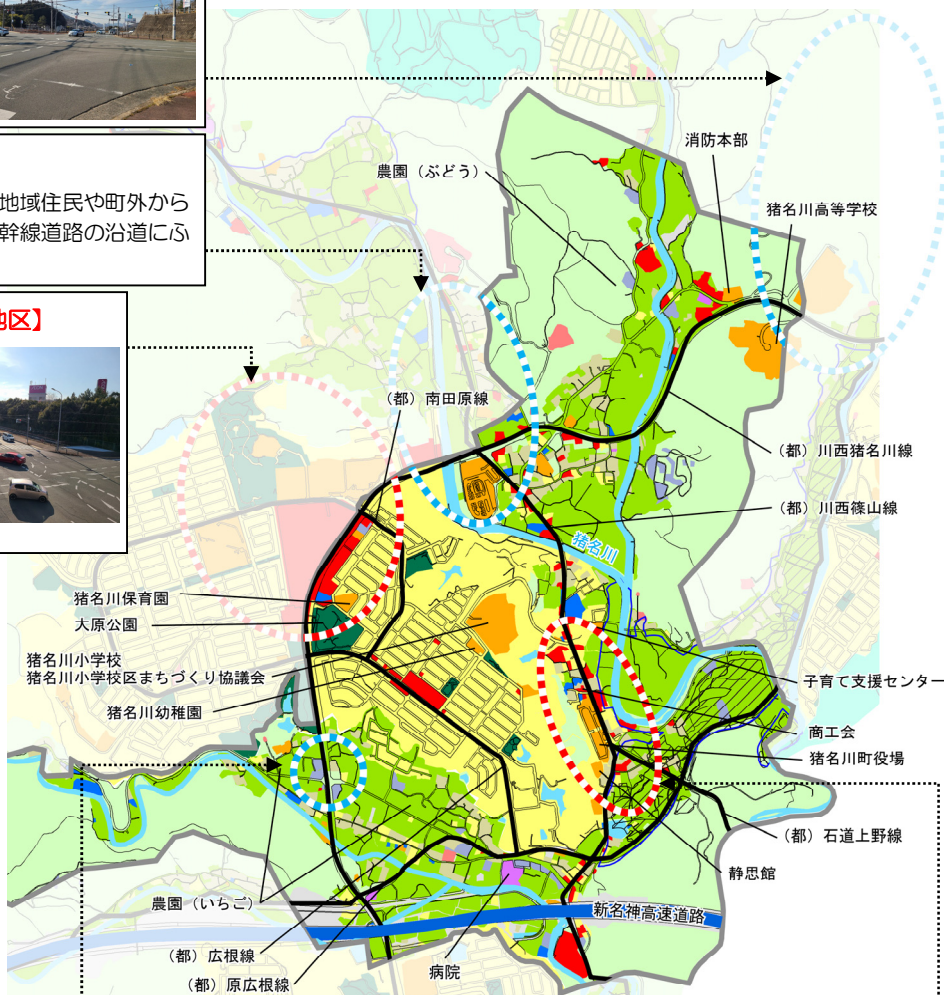 地域住民や町外から
幹線道路の沿道にふ
地区】
消防本部
農園（ぶどう）
猪名川高等学校
（都）南田原線
（都）川西猪名川線
（都）川西篠山線
猪名川
猪名川保育園
大原公園
猪名川小学校
猪名川小学校区まちづくり協議会
猪名川幼稚園
子育て支援センター
商工会
猪名川町役場
（都）石道上野線
静思館
農園（いちご）
新名神高速道路
（都）広根線
病院
（都）原広根線